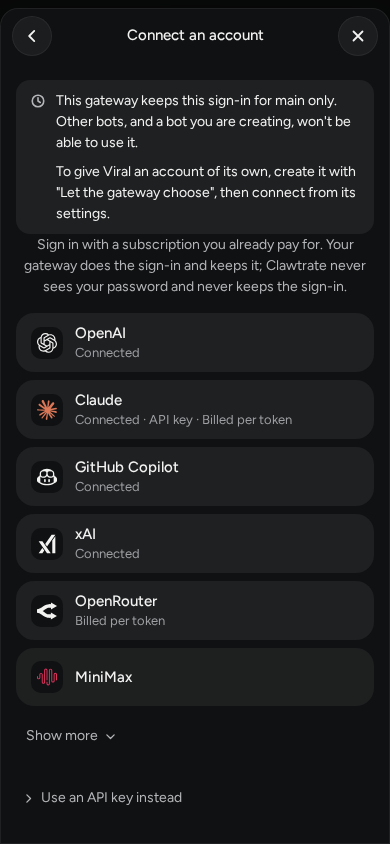 Connect an account
This gateway keeps this sign-in for main only.
Other bots, and a bot you are creating, won't be
able to use it.
To give Viral an account of its own, create it with
"Let the gateway choose", then connect from its
settings.
Sign in with a subscription you already pay for. Your
gateway does the sign-in and keeps it; Clawtrate never
sees your password and never keeps the sign-in.
OpenAI
Connected
Claude
Connected · API key · Billed per token
GitHub Copilot
Connected
xAI
Connected
OpenRouter
Billed per token
MiniMax
Show more
Use an API key instead